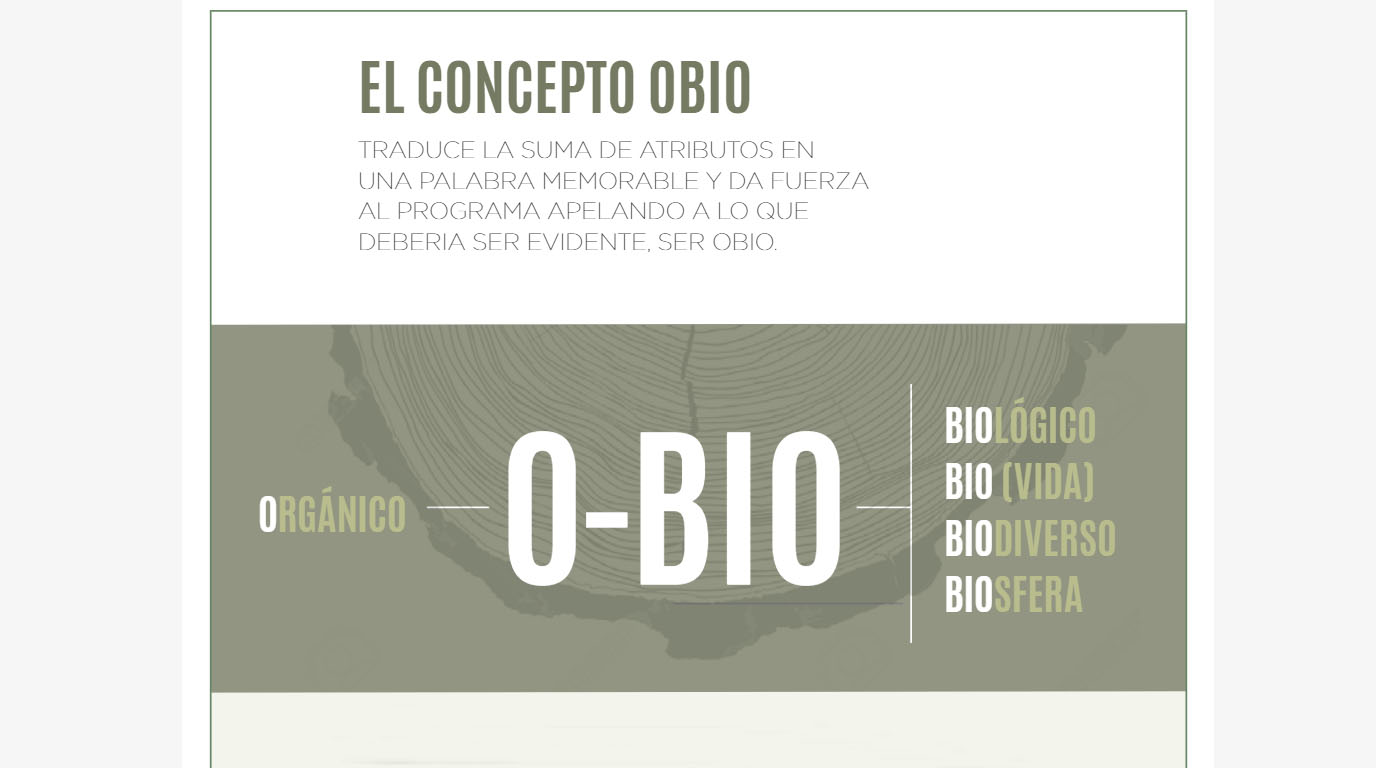 EL CONCEPTO OBIO
TRADUCE LA SUMA DE ATRIBUTOS EN
UNA PALABRA MEMORABLE Y DA FUERZA
AL PROGRAMA APELANDO A LO QUE
DEBERIA SER EVIDENTE, SER OBIO.
ORGÁNICO
O-BIO
BIOLÓGICO
BIO (VIDA)
BIODIVERSO
BIOSFERA